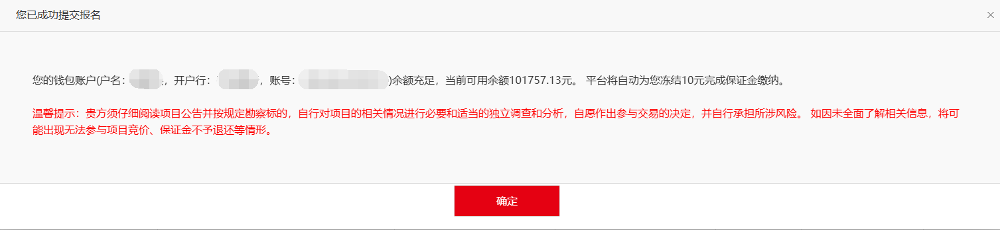 您已成功提交报名
×
您的钱包账户(户名：，开户行：，账号：)余额充足，当前可用余额101757.13元。 平台将自动为您冻结10元完成保证金缴纳。
温馨提示：贵方须仔细阅读项目公告并按规定勘察标的，自行对项目的相关情况进行必要和适当的独立调查和分析，自愿作出参与交易的决定，并自行承担所涉风险。 如因未全面了解相关信息，将可
能出现无法参与项目竞价、保证金不予退还等情形。
确定